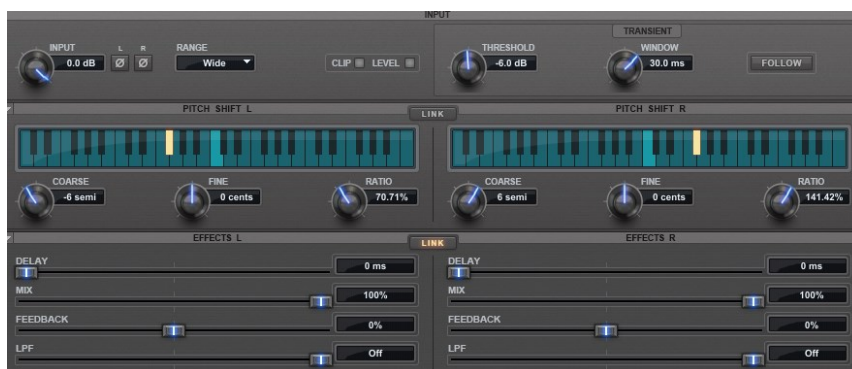 INPUT
TRANSIENT
INPUT
0.0 dB
L R
Ø Ø
RANGE
Wide
CLIP LEVEL
THRESHOLD
-6.0 dB
WINDOW
30.0 ms
FOLLOW
PITCH SHIFT L
LINK
PITCH SHIFT R
COARSE
-6 semi
FINE
0 cents
RATIO
70.71%
COARSE
6 semi
FINE
0 cents
RATIO
141.42%
EFFECTS L
LINK
EFFECTS R
DELAY
0 ms
DELAY
0 ms
MIX
100%
MIX
100%
FEEDBACK
0%
FEEDBACK
0%
LPF
Off
LPF
Off